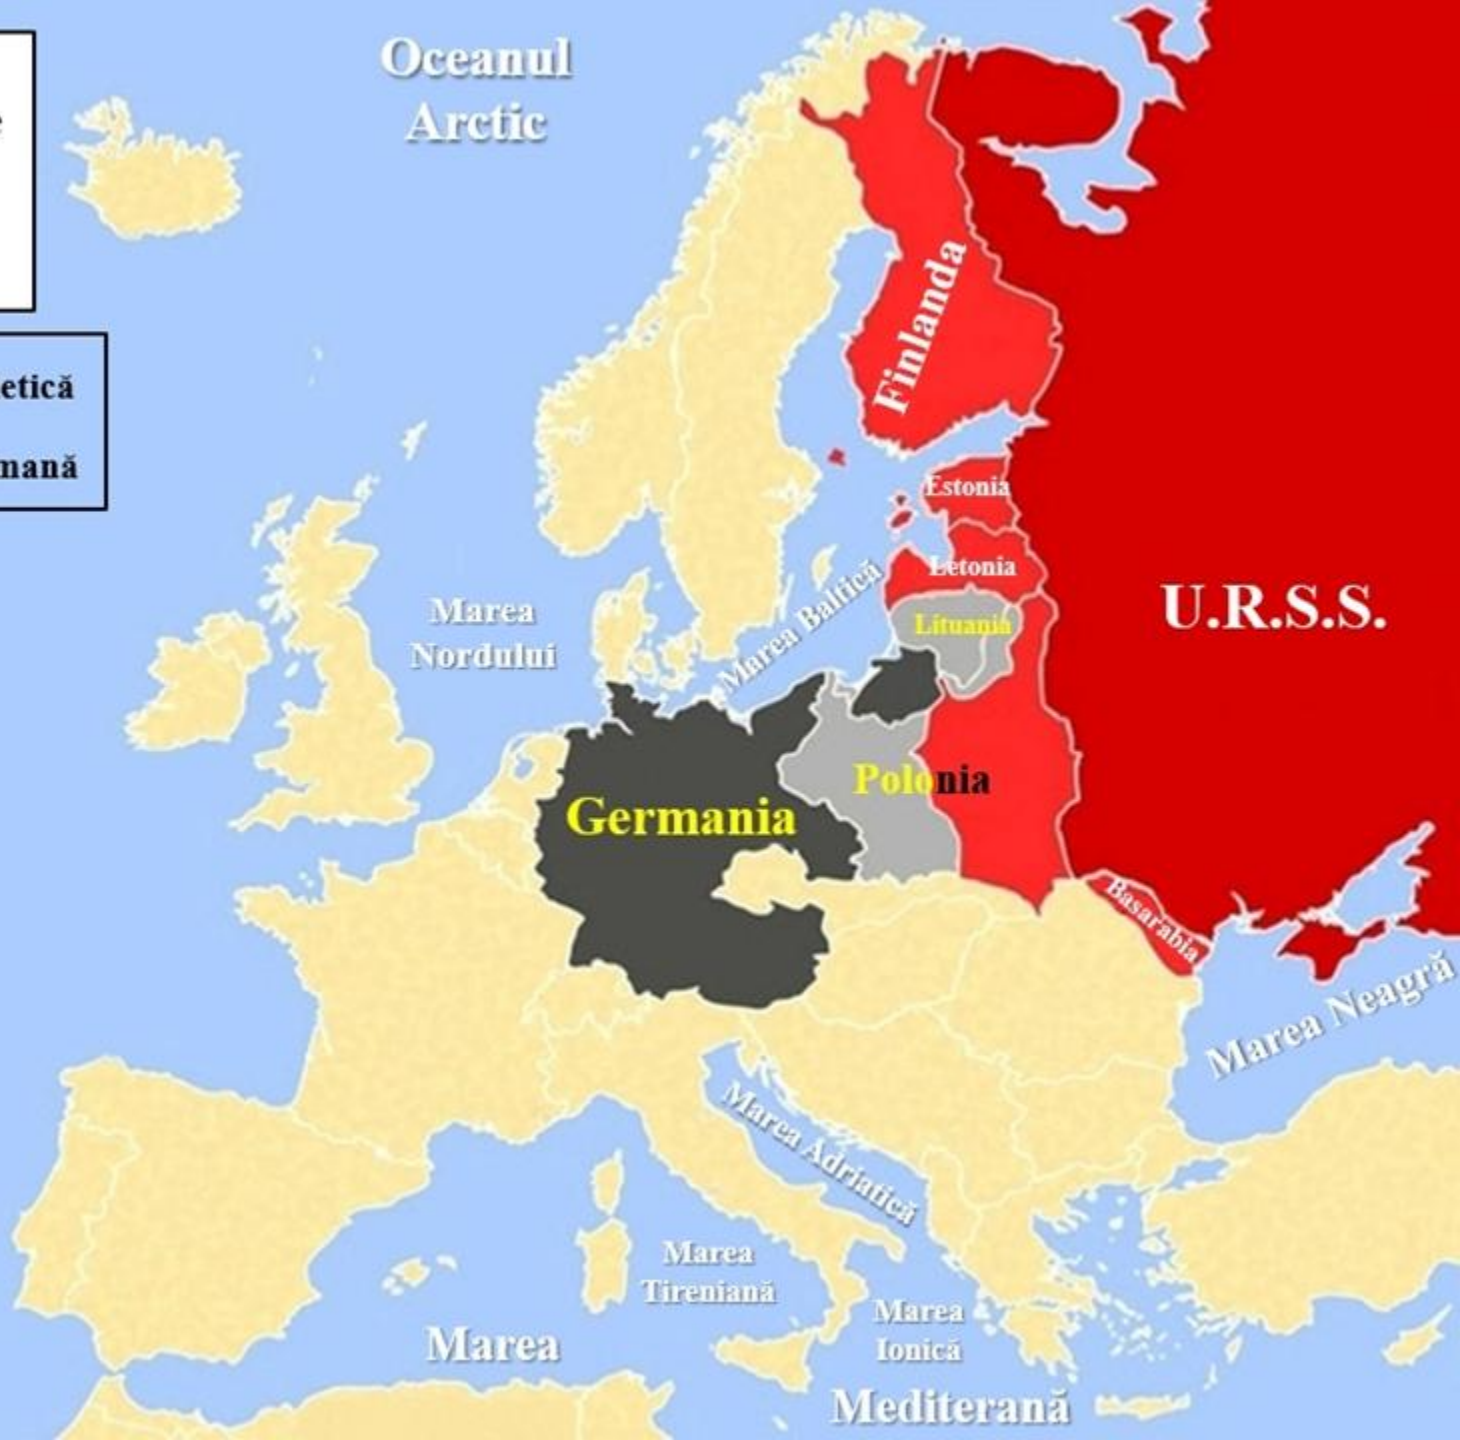 Oceanul
Arctic
etică
mană
Finlanda
Estonia
Letonia
Lituania
U.R.S.S.
Marea
Nordului
Marea Baltică
Germania
Polonia
Basarabia
Marea Neagră
Marea Adriatică
Marea
Tireniană
Marea
Ionică
Marea
Mediterană